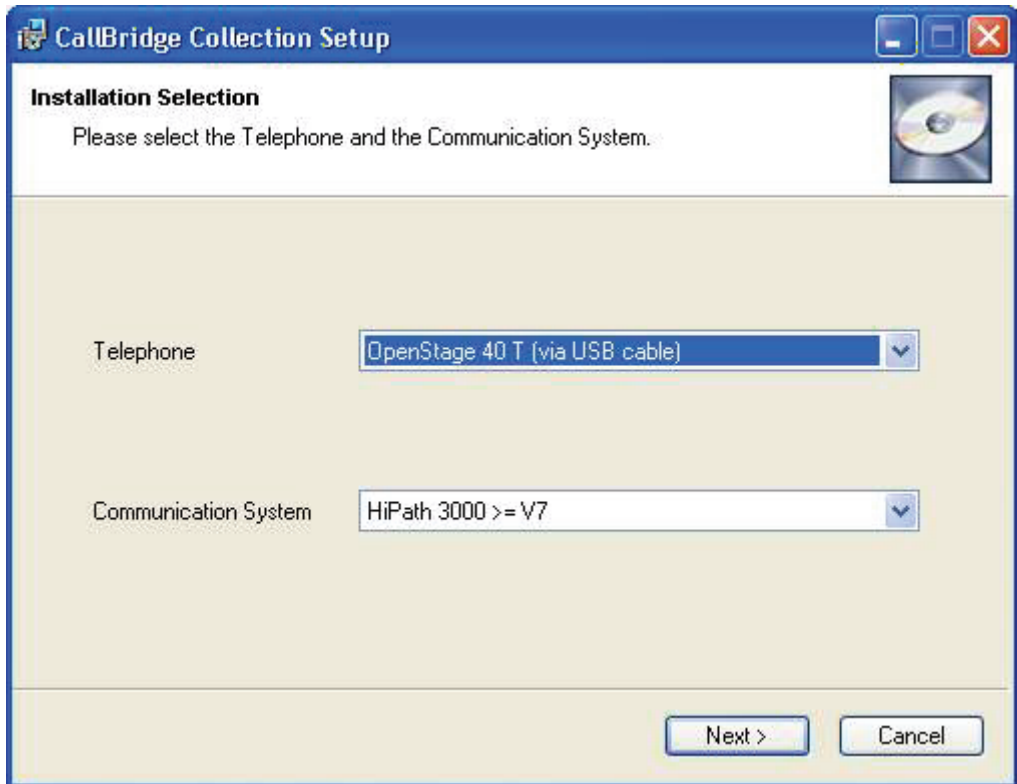 CallBridge Collection Setup
Installation Selection
Please select the Telephone and the Communication System.
Telephone
OpenStage 40 T (via USB cable)
Communication System
HiPath 3000 >= V7
Next >
Cancel